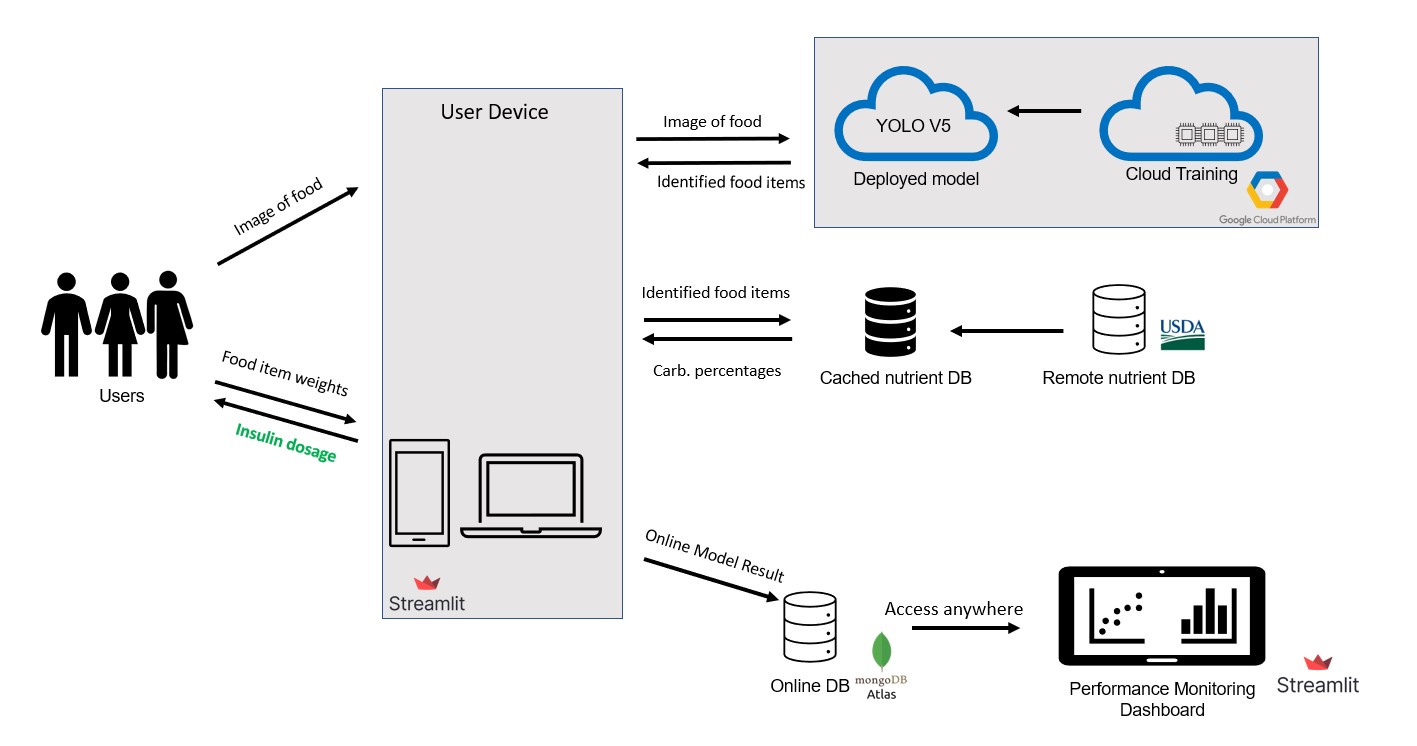 User Device
Image of food
Identified food items
YOLO V5
Deployed model
Cloud Training
Google Cloud Platform
Image of food
Users
Food item weights
Insulin dosage
Identified food items
Carb. percentages
Cached nutrient DB
USDA
Remote nutrient DB
Streamlit
Online Model Result
Online DB
mongoDB
Atlas
Access anywhere
Performance Monitoring
Dashboard
Streamlit